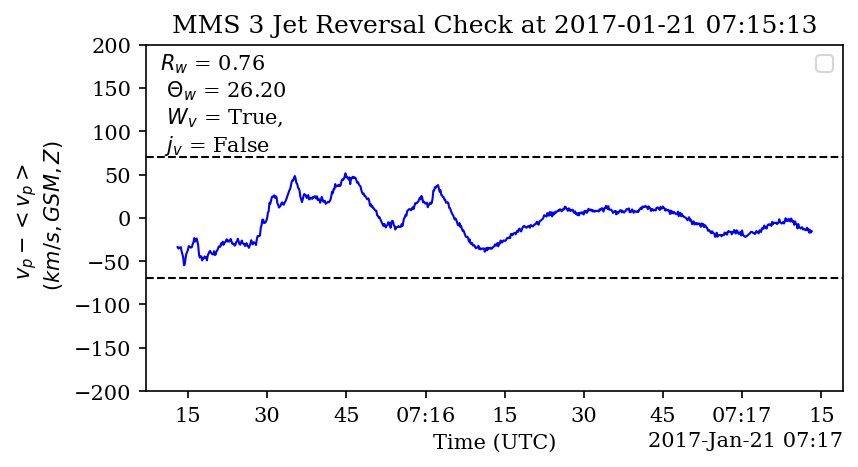 MMS 3 Jet Reversal Check at 2017-01-21 07:15:13
200
150
100
50
0
−50
−100
−150
−200
v_p − < v_p >
(km/s, GSM, Z)
R_w = 0.76
Θ_w = 26.20
W_v = True,
j_v = False
15 30 45 07:16 15 30 45 07:17 15
Time (UTC)
2017-Jan-21 07:17